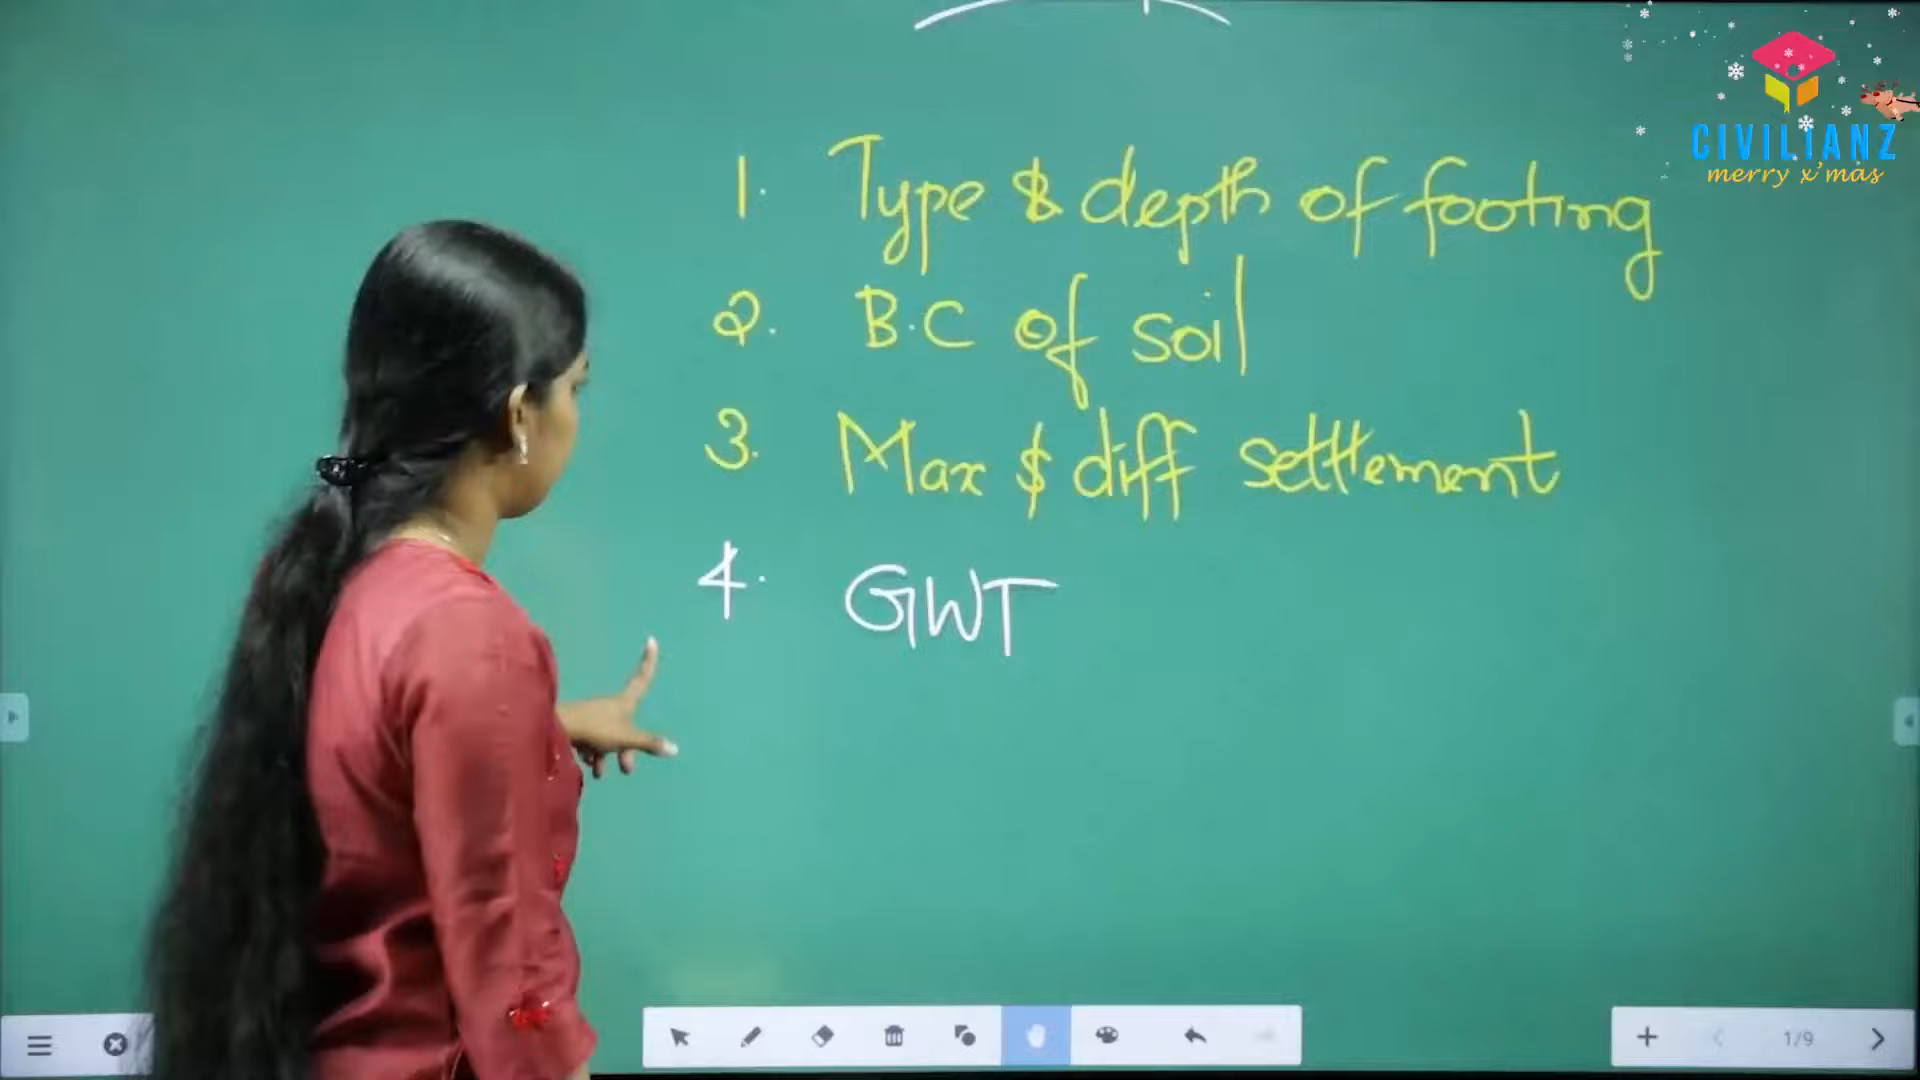 CIVILIANZ
merry x'mas
1. Type & depth of footing
2. B.C of soil
3. Max & diff settlement
4. GWT
1/9